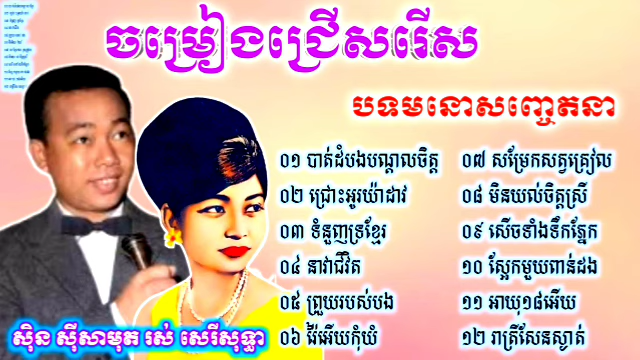 ចម្រៀងជ្រើសរើស
បទមនោសញ្ចេតនា
០១ បាត់ដំបងបណ្តូលចិត្ត
០២ ជ្រោះអូរយ៉ាដាវ
០៣ ទំនួញទ្រខ្មែរ
០៤ នាវាជីវិត
០៥ ព្រួយរបស់បង
០៦ រ៉ៃអើយកុំយំ
០៧ សម្រែកសត្វគ្រៀល
០៨ មិនយល់ចិត្តស្រី
០៩ សើចទាំងទឹកភ្នែក
១០ ស្អែកមួយពាន់ដង
១១ អាយុ១៨អើយ
១២ រាត្រីសែនស្ងាត់
ស៊ិន ស៊ីសាមុត រស់ សេរីសុទ្ធា